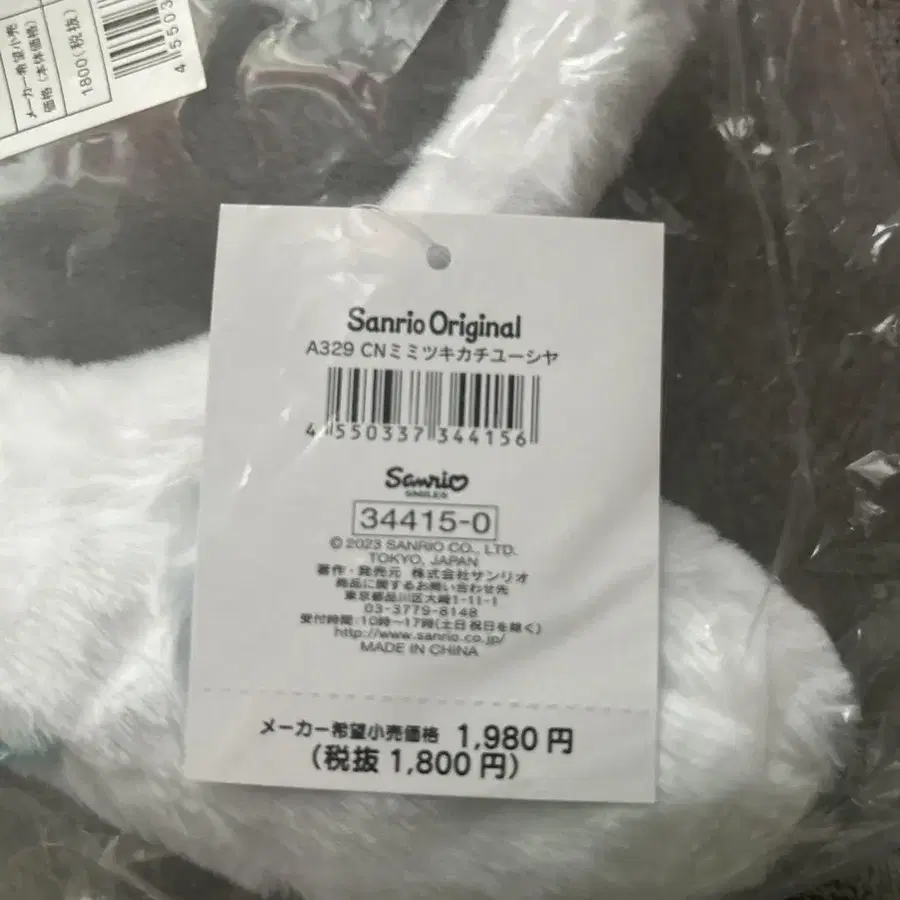 メーカー希望小売
価格(本体価格)
1800(税抜)
4 5503
Sanrio Original
A329 CNミミツキカチユーシヤ
4 550337 344156
Sanrio
SMILES
34415-0
© 2023 SANRIO CO., LTD.
TOKYO, JAPAN
著作・発売元 株式会社サンリオ
商品に関するお問い合わせ先
東京都品川区大崎1-11-1
03-3779-8148
受付時間:10時〜17時(土日祝日を除く)
http://www.sanrio.co.jp/
MADE IN CHINA
メーカー希望小売価格 1,980円
(税抜1,800円)